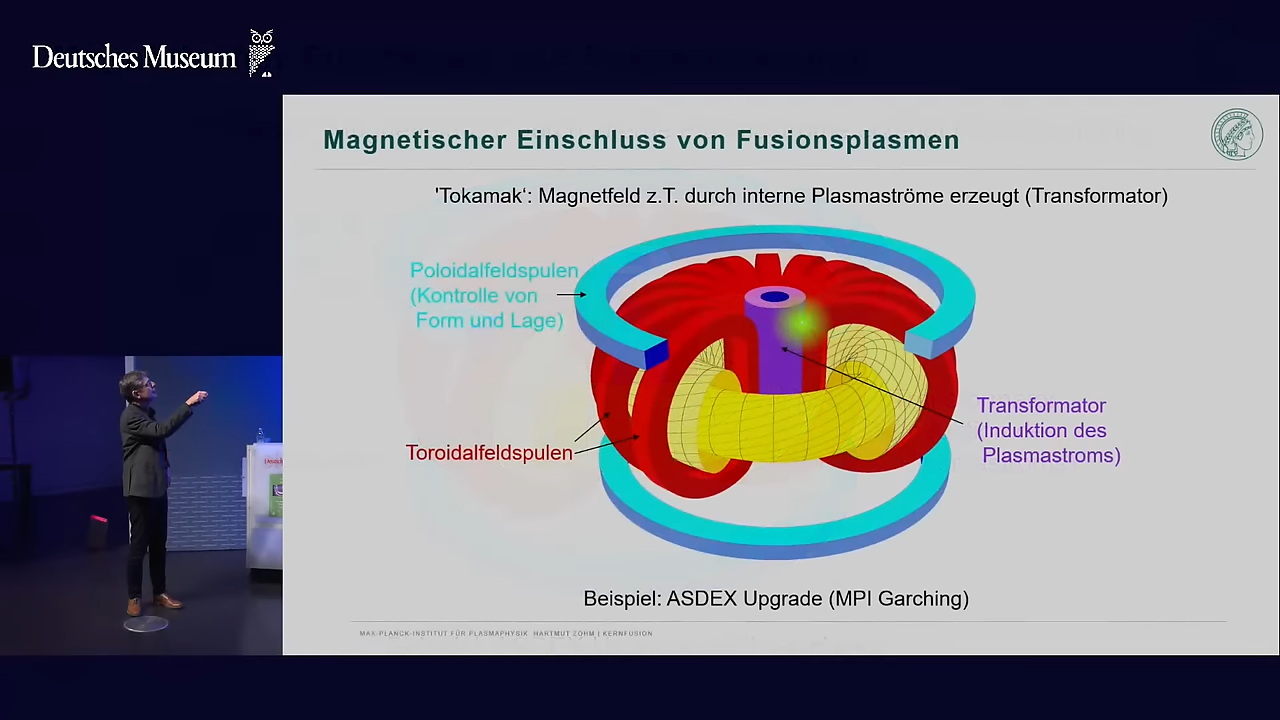 Deutsches Museum
Magnetischer Einschluss von Fusionsplasmen
'Tokamak‘: Magnetfeld z.T. durch interne Plasmaströme erzeugt (Transformator)
Poloidalfeldspulen
(Kontrolle von
Form und Lage)
Transformator
(Induktion des
Plasmastroms)
Toroidalfeldspulen
Beispiel: ASDEX Upgrade (MPI Garching)
MAX-PLANCK-INSTITUT FÜR PLASMAPHYSIK HARTMUT ZOHM | KERNFUSION